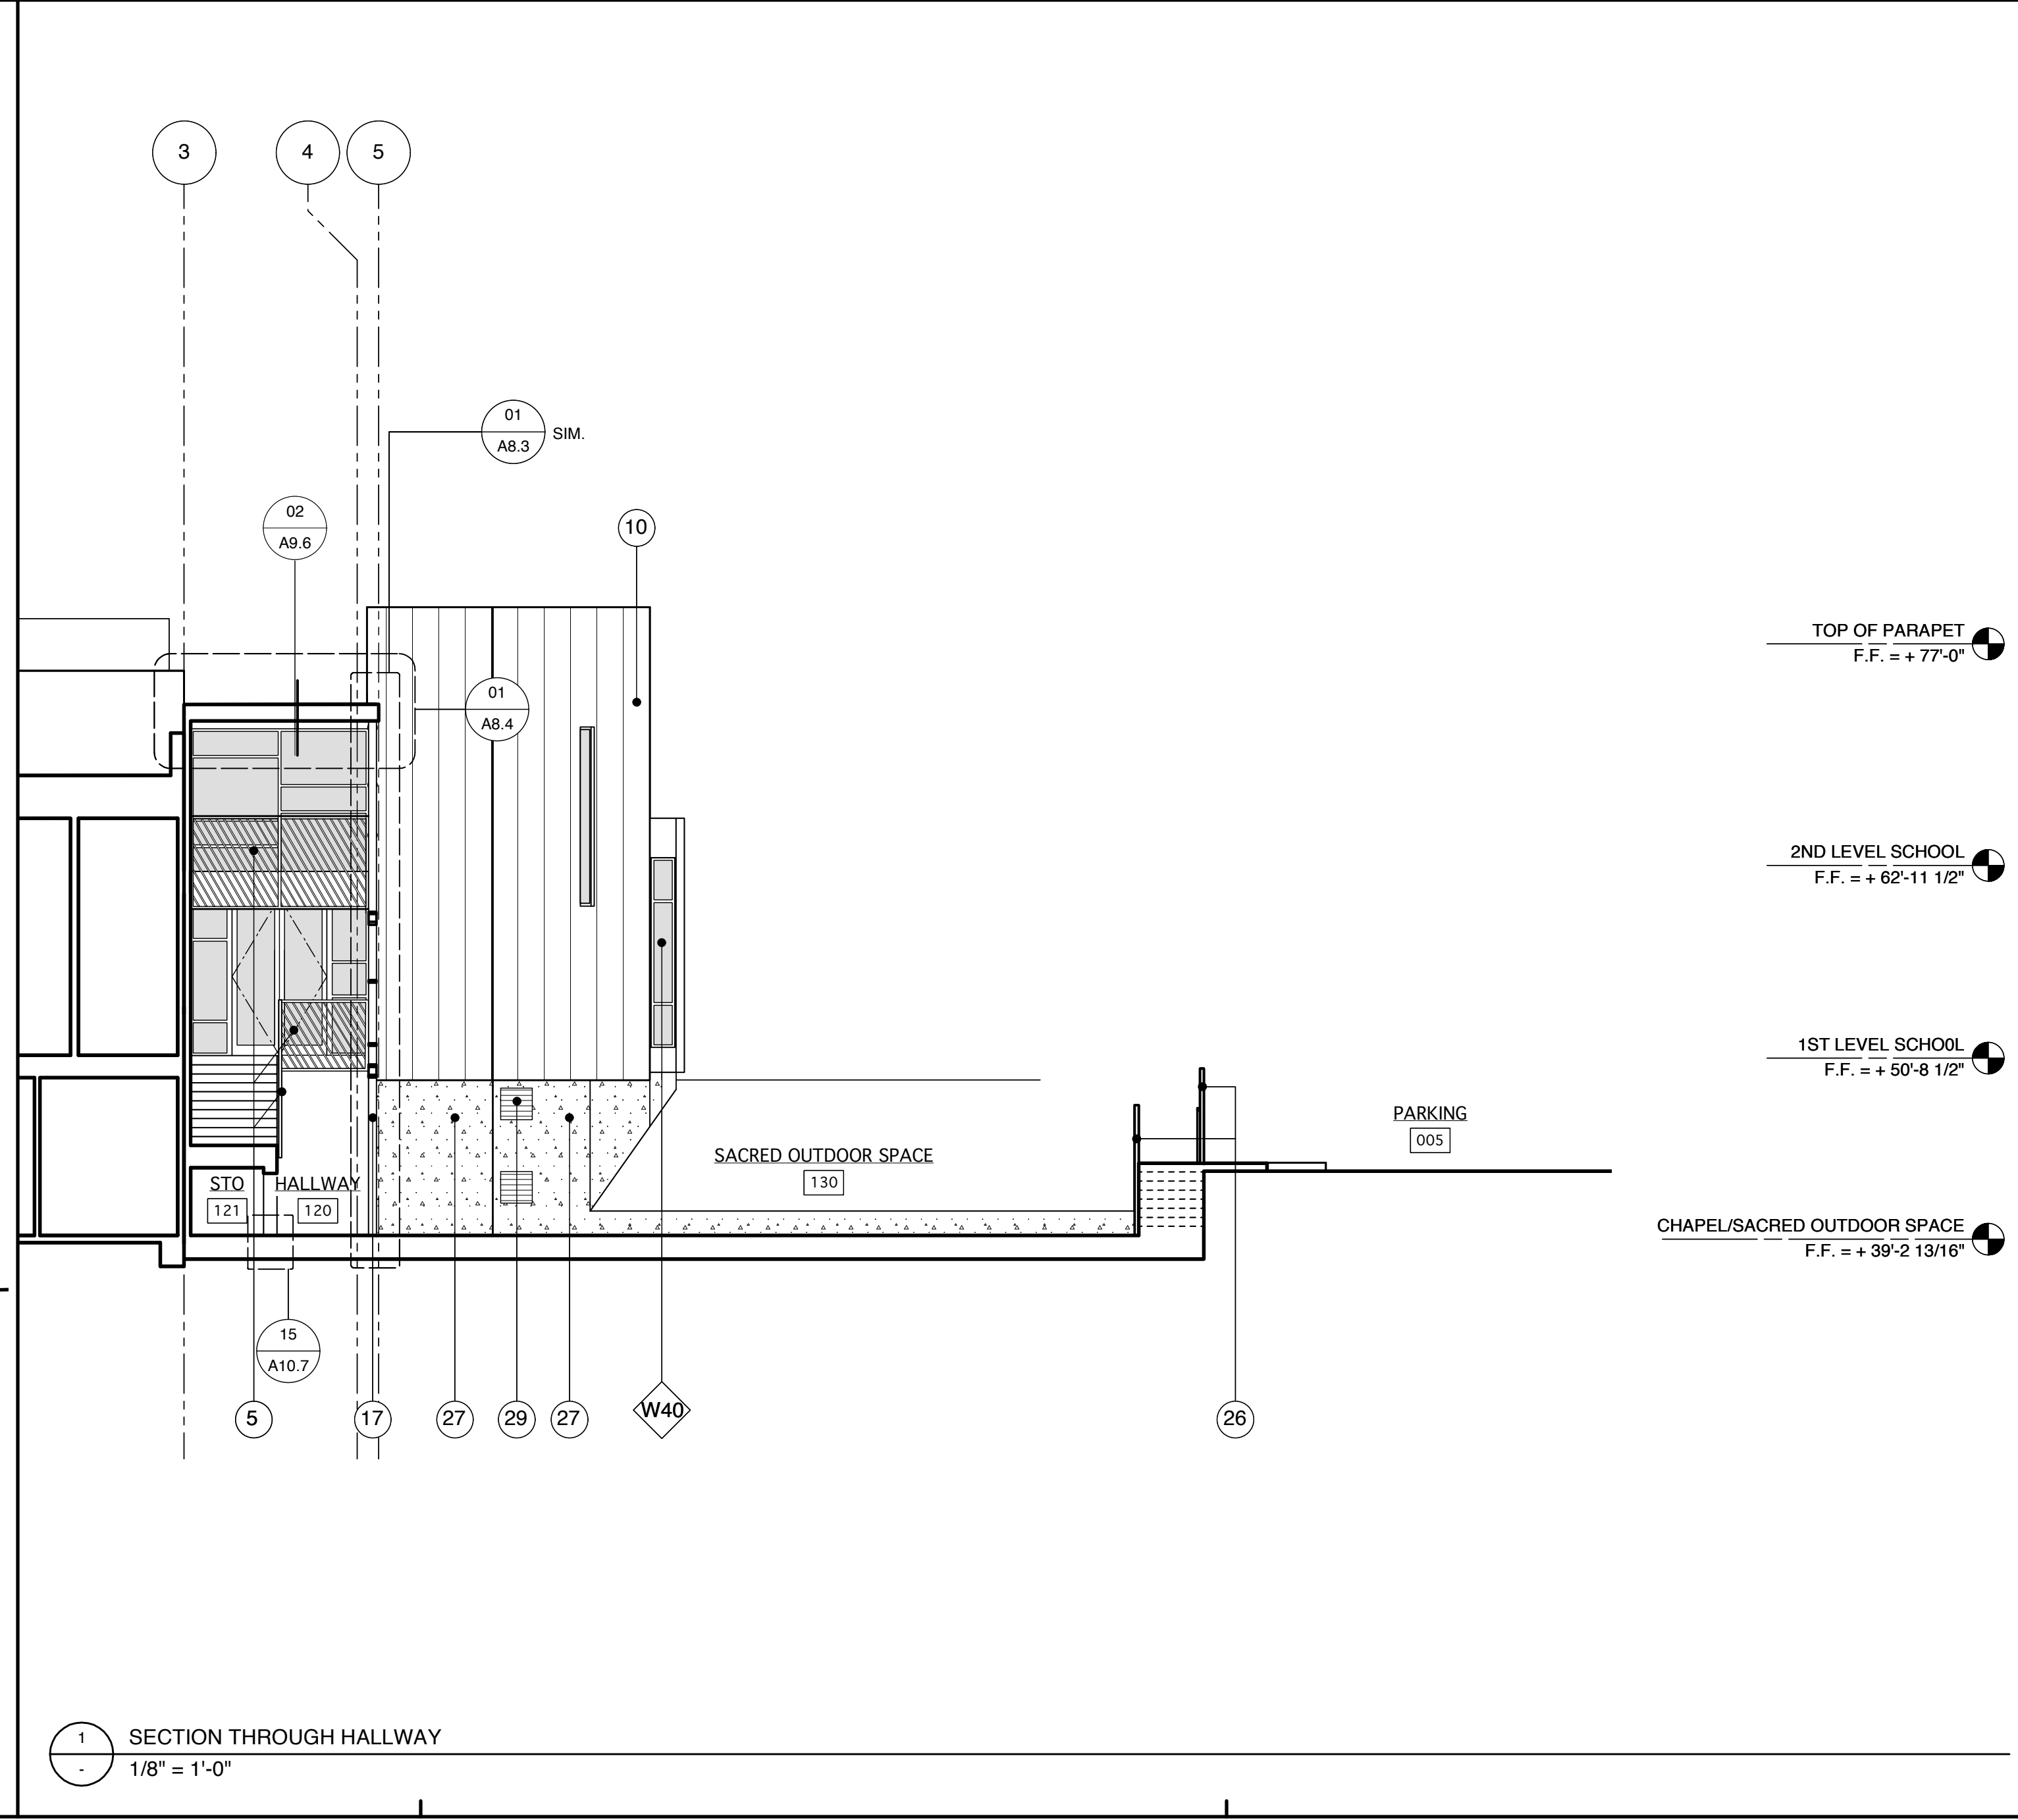 3
4
5
01
A8.3
SIM.
02
A9.6
10
TOP OF PARAPET
F.F. = + 77'-0"
01
A8.4
2ND LEVEL SCHOOL
F.F. = + 62'-11 1/2"
1ST LEVEL SCHO0L
F.F. = + 50'-8 1/2"
PARKING
005
SACRED OUTDOOR SPACE
130
STO
121
HALLWAY
120
CHAPEL/SACRED OUTDOOR SPACE
F.F. = + 39'-2 13/16"
15
A10.7
5
17
27
29
27
W40
26
1
-
SECTION THROUGH HALLWAY
1/8" = 1'-0"